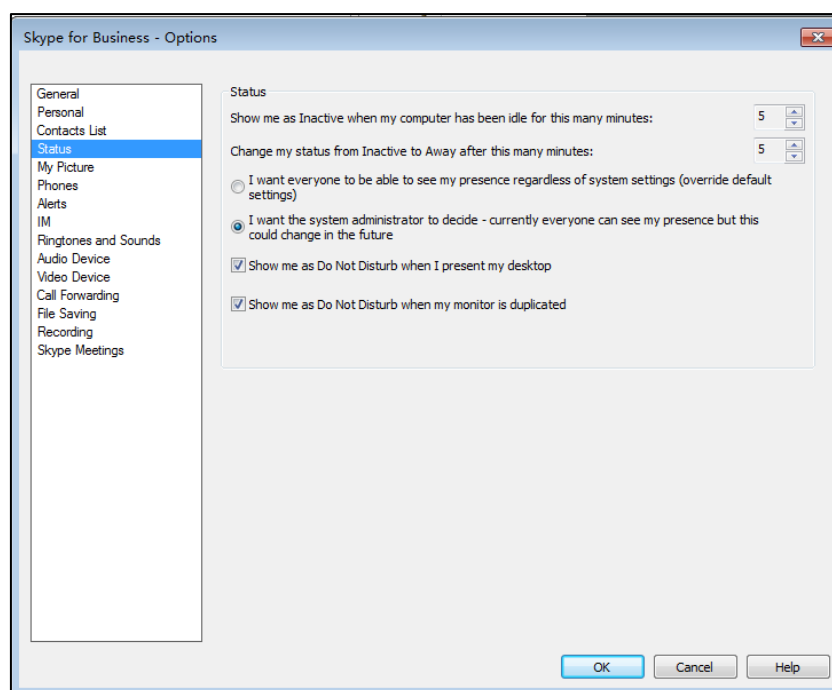 Skype for Business - Options
General
Personal
Contacts List
Status
My Picture
Phones
Alerts
IM
Ringtones and Sounds
Audio Device
Video Device
Call Forwarding
File Saving
Recording
Skype Meetings
Status
Show me as Inactive when my computer has been idle for this many minutes: 5
Change my status from Inactive to Away after this many minutes: 5
I want everyone to be able to see my presence regardless of system settings (override default
settings)
I want the system administrator to decide - currently everyone can see my presence but this
could change in the future
Show me as Do Not Disturb when I present my desktop
Show me as Do Not Disturb when my monitor is duplicated
OK Cancel Help